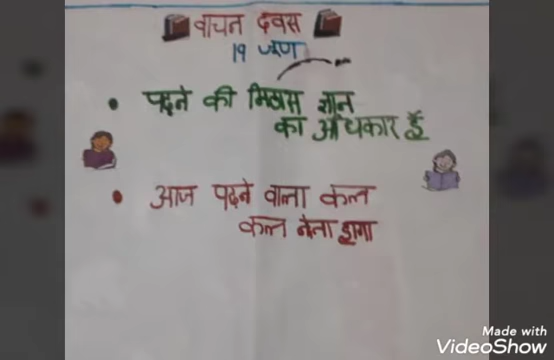 वाचन दवस
19 जून
• पढ़ने की मिठास ज्ञान
का अधिकार है
• आज पढ़ने वाला कल
कल नेता होगा
Made with
VideoShow